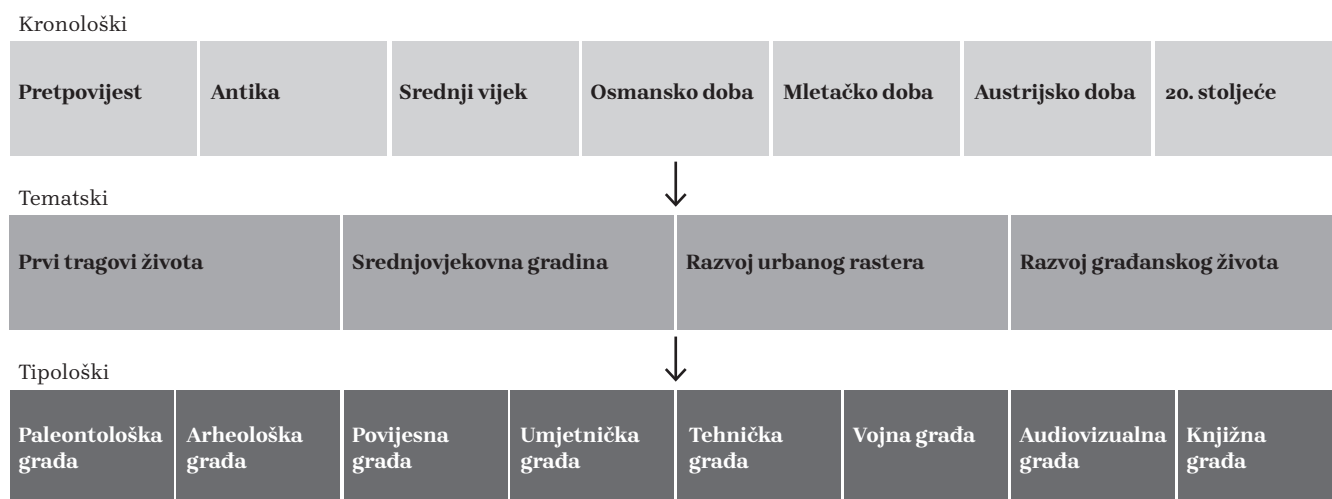 Kronološki
Pretpovijest
Antika
Srednji vijek
Osmansko doba
Mletačko doba
Austrijsko doba
20. stoljeće
Tematski
Prvi tragovi života
Srednjovjekovna gradina
Razvoj urbanog rastera
Razvoj građanskog života
Tipološki
Paleontološka
građa
Arheološka
građa
Povijesna
građa
Umjetnička
građa
Tehnička
građa
Vojna građa
Audiovizualna
građa
Knjižna
građa